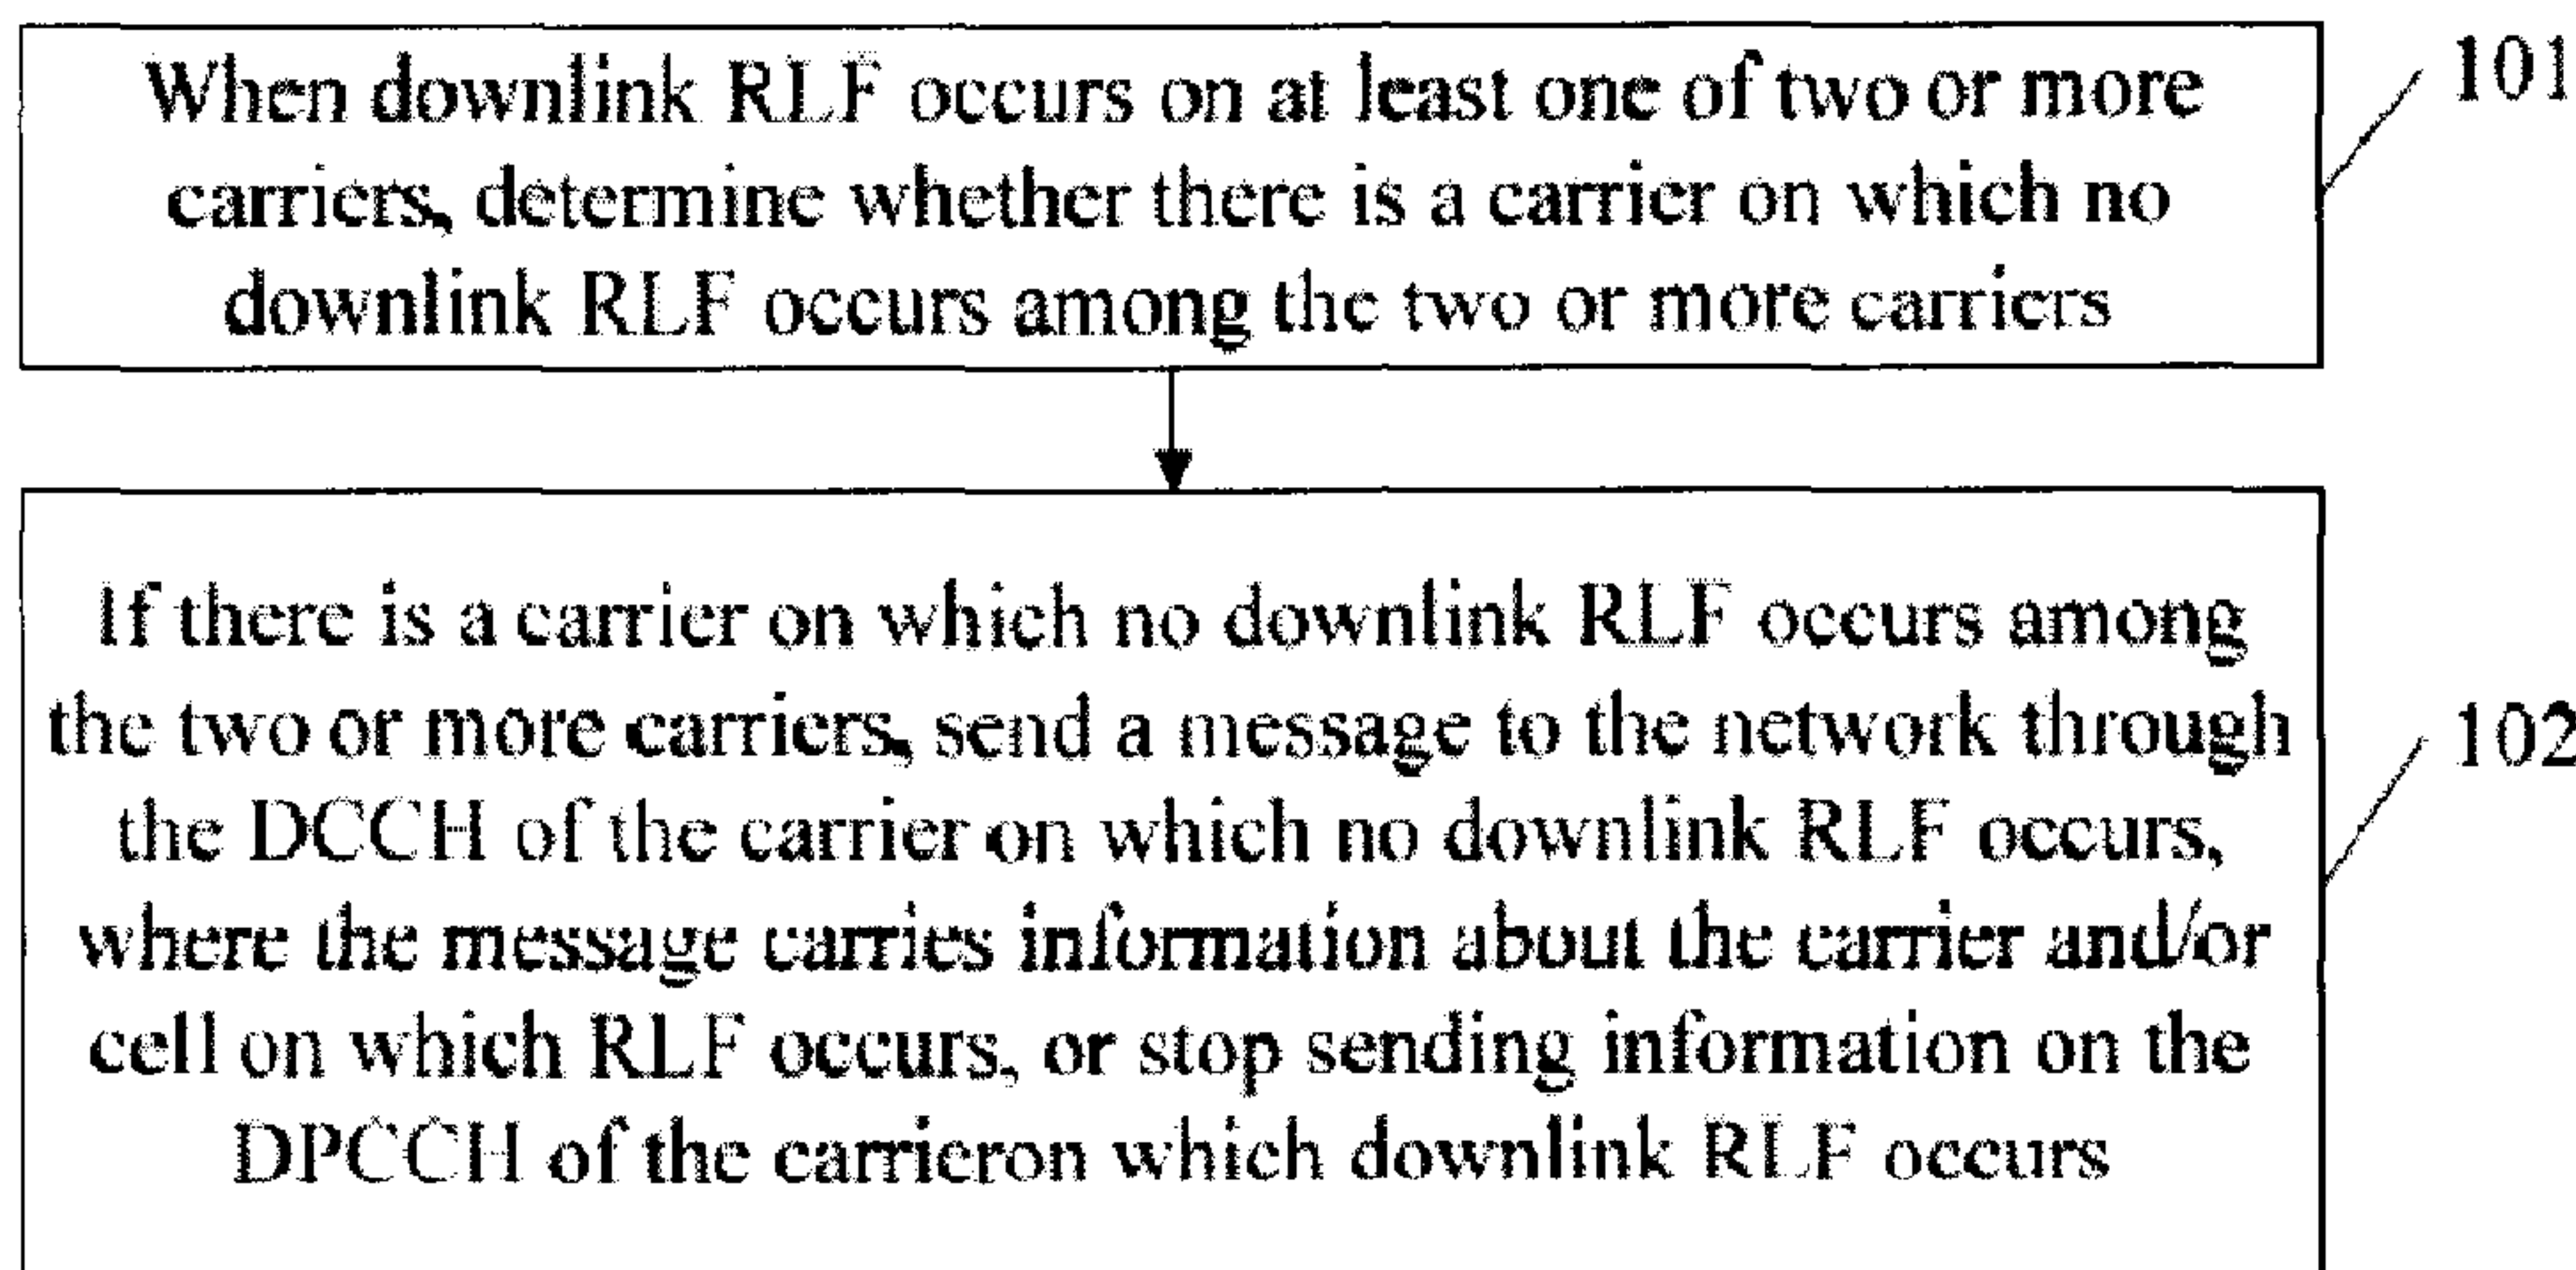 When downlink RLF occurs on at least one of two or more
carriers, determine whether there is a carrier on which no
downlink RLF occurs among the two or more carriers
101
If there is a carrier on which no downlink RLF occurs among
the two or more carriers, send a message to the network through
the DCCH of the carrier on which no downlink RLF occurs,
where the message carries information about the carrier and/or
cell on which RLF occurs, or stop sending information on the
DPCCH of the carrieron which downlink RLF occurs
102